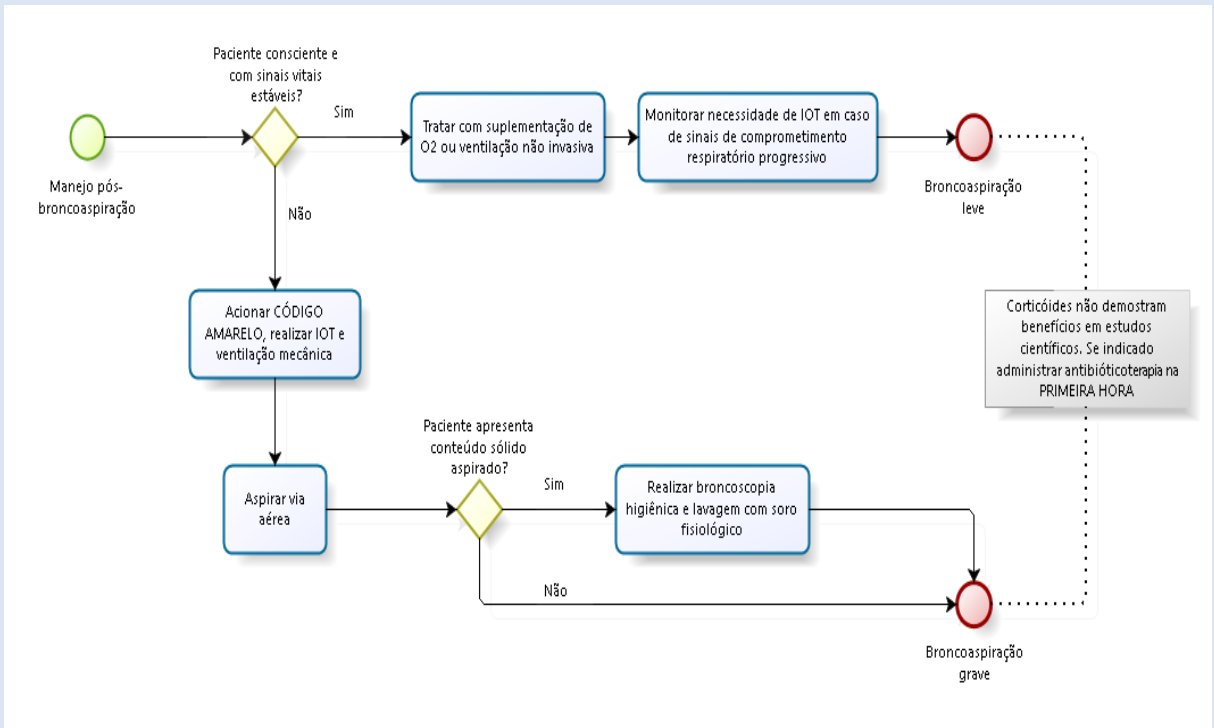 Paciente consciente e
com sinais vitais
estáveis?
Sim
Tratar com suplementação de
O2 ou ventilação não invasiva
Monitorar necessidade de IOT em caso
de sinais de comprometimento
respiratório progressivo
Manejo pós-
broncoaspiração
Broncoaspiração
leve
Não
Acionar CÓDIGO
AMARELO, realizar IOT e
ventilação mecânica
Corticóides não demostram
benefícios em estudos
científicos. Se indicado
administrar antibióticoterapia na
PRIMEIRA HORA
Paciente apresenta
conteúdo sólido
aspirado?
Sim
Aspirar via
aérea
Realizar broncoscopia
higiênica e lavagem com soro
fisiológico
Não
Broncoaspiração
grave